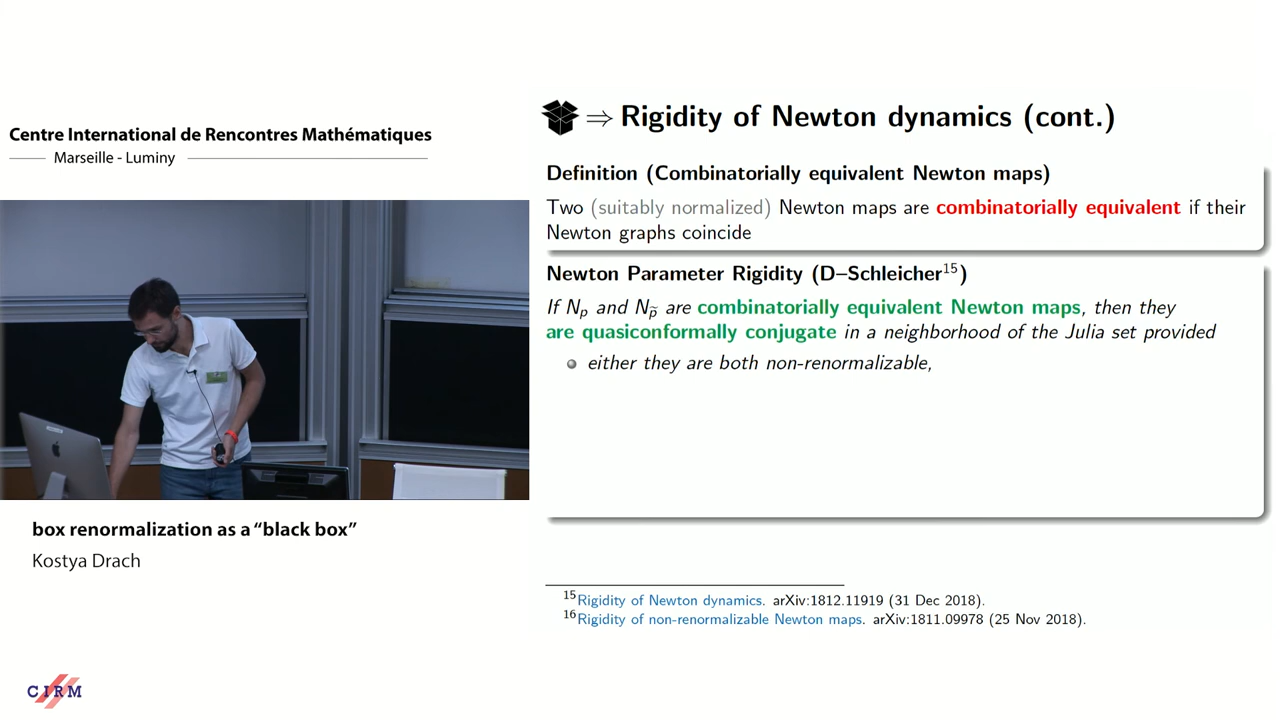 Centre International de Rencontres Mathématiques
Marseille - Luminy
box renormalization as a “black box”
Kostya Drach
CIRM
⇒ Rigidity of Newton dynamics (cont.)
Definition (Combinatorially equivalent Newton maps)
Two (suitably normalized) Newton maps are combinatorially equivalent if their
Newton graphs coincide
Newton Parameter Rigidity (D–Schleicher¹⁵)
If Nₚ and N_p̃ are combinatorially equivalent Newton maps, then they
are quasiconformally conjugate in a neighborhood of the Julia set provided
either they are both non-renormalizable,
¹⁵Rigidity of Newton dynamics. arXiv:1812.11919 (31 Dec 2018).
¹⁶Rigidity of non-renormalizable Newton maps. arXiv:1811.09978 (25 Nov 2018).